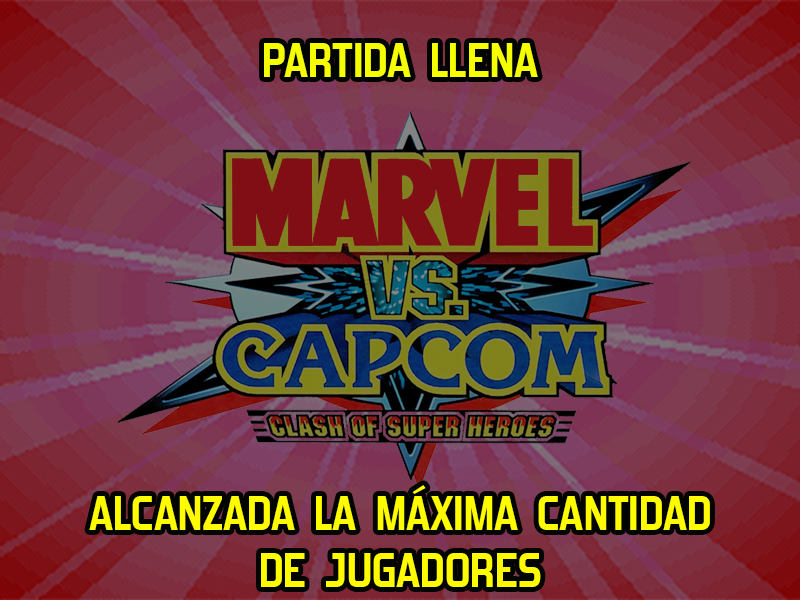 PARTIDA LLENA
MARVEL
VS.
CAPCOM
CLASH OF SUPER HEROES
ALCANZADA LA MÁXIMA CANTIDAD
DE JUGADORES